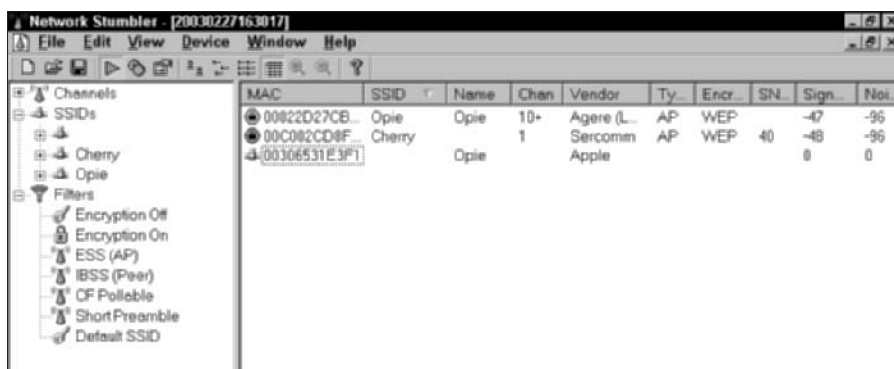 Network Stumbler - [20030227163017]
File Edit View Device Window Help
Channels
SSIDs
Cherry
Opie
Filters
Encryption Off
Encryption On
ESS (AP)
IBSS (Peer)
CF Pollable
Short Preamble
Default SSID
MAC SSID Name Chan Vendor Ty... Encr... SN... Sign... Noi.
00022D27CB... Opie Opie 10+ Agere (L... AP WEP -47 -96
00C002CD8F... Cherry 1 Sercomm AP WEP 40 -48 -96
00306531E3F1 Opie Apple 0 0